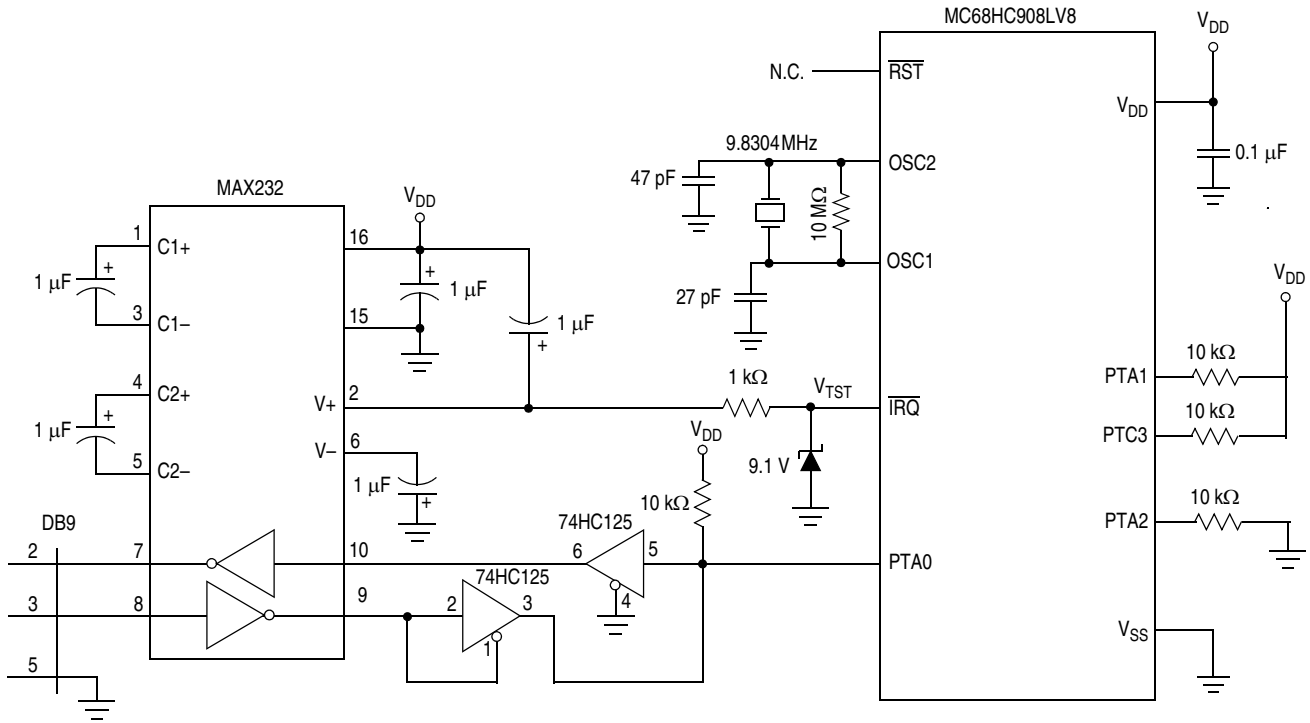 MC68HC908LV8
V_DD
N.C.
RST
V_DD
9.8304MHz
OSC2
0.1 µF
47 pF
10 MΩ
MAX232
V_DD
1
C1+
16
OSC1
1 µF
+
+
1 µF
27 pF
V_DD
3
C1–
15
1 µF
+
10 kΩ
PTA1
4
C2+
1 kΩ
V_TST
V+
2
IRQ
10 kΩ
PTC3
1 µF
+
V–
6
V_DD
9.1 V
5
C2–
1 µF
+
10 kΩ
10 kΩ
PTA2
DB9
74HC125
2
7
10
6
5
PTA0
74HC125
4
3
8
9
2
3
1
V_SS
5